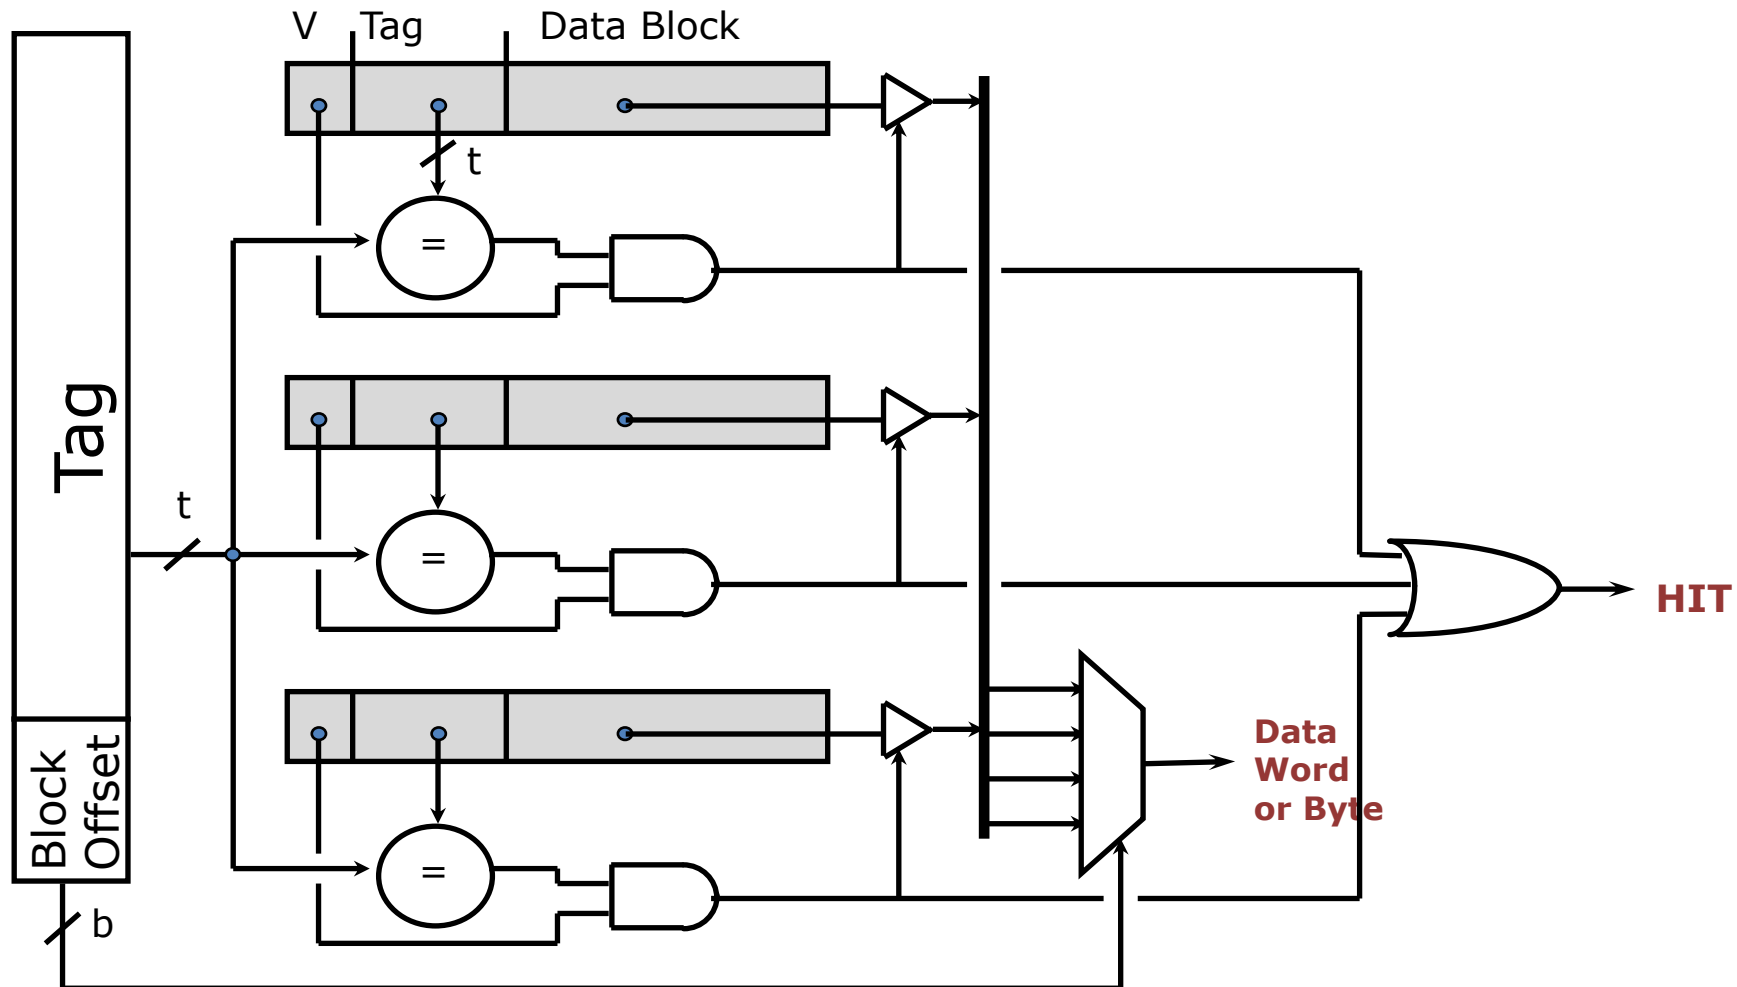 V Tag Data Block
t
=
Tag
t
=
Block
Offset
b
=
HIT
Data
Word
or Byte